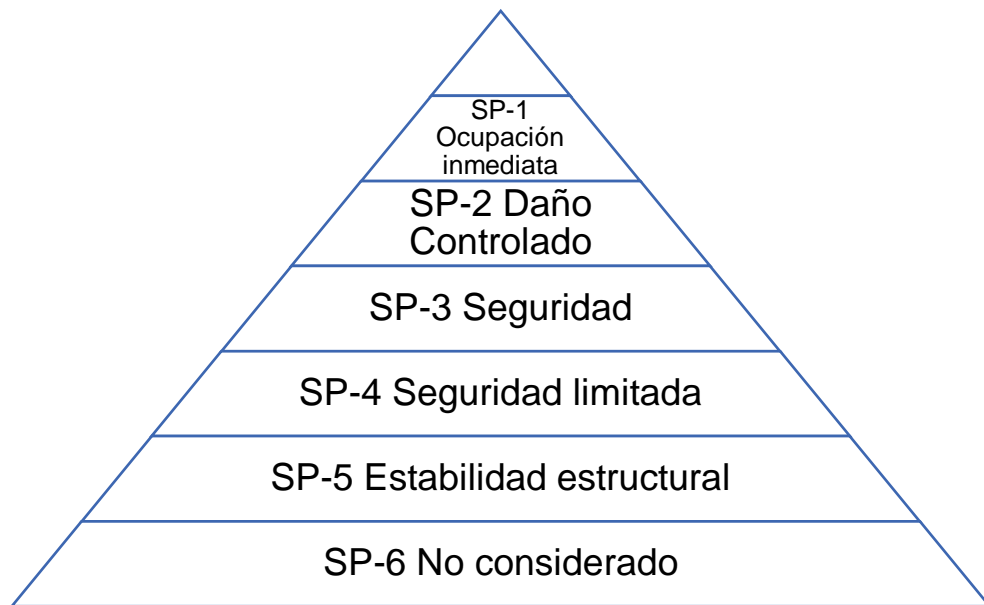 SP-1
Ocupación
inmediata
SP-2 Daño
Controlado
SP-3 Seguridad
SP-4 Seguridad limitada
SP-5 Estabilidad estructural
SP-6 No considerado